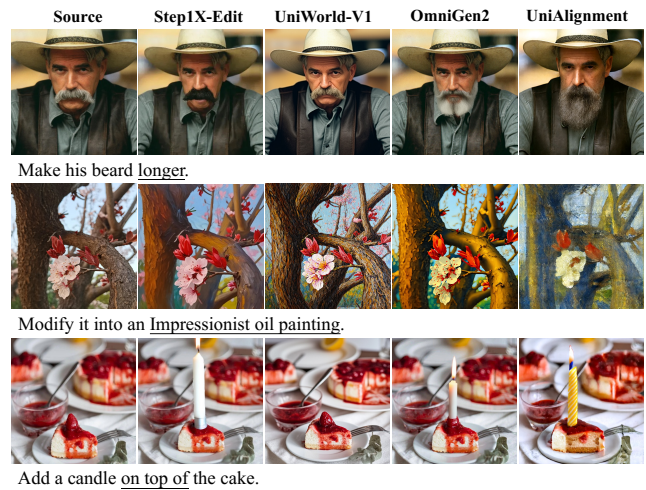 Source Step1X-Edit UniWorld-V1 OmniGen2 UniAlignment
Make his beard longer.
Modify it into an Impressionist oil painting.
Add a candle on top of the cake.